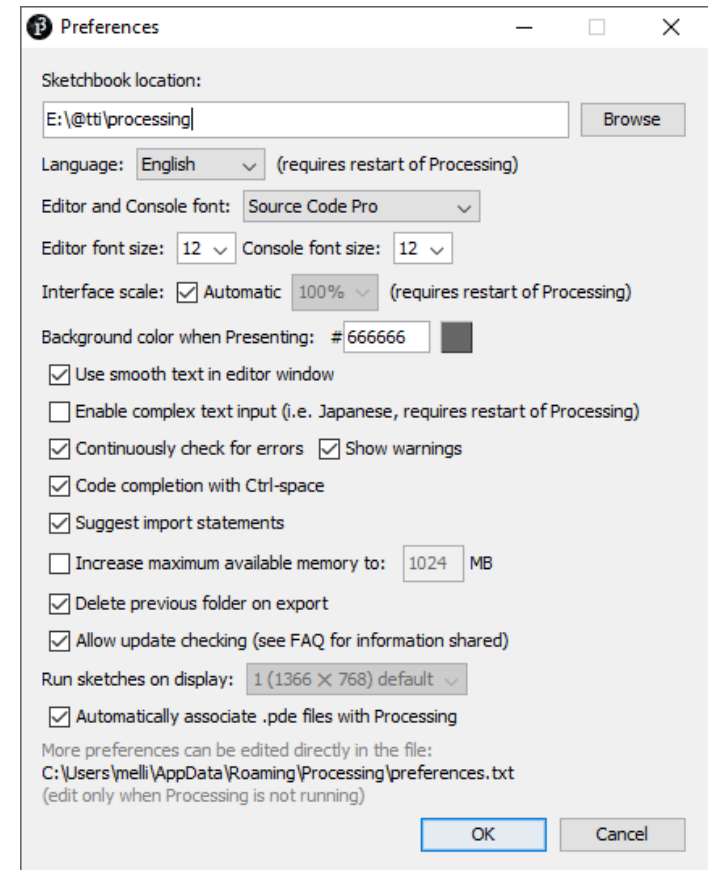 Preferences
Sketchbook location:
E:\@tti\processing
Browse
Language: English (requires restart of Processing)
Editor and Console font: Source Code Pro
Editor font size: 12 Console font size: 12
Interface scale: Automatic 100% (requires restart of Processing)
Background color when Presenting: # 666666
Use smooth text in editor window
Enable complex text input (i.e. Japanese, requires restart of Processing)
Continuously check for errors Show warnings
Code completion with Ctrl-space
Suggest import statements
Increase maximum available memory to: 1024 MB
Delete previous folder on export
Allow update checking (see FAQ for information shared)
Run sketches on display: 1 (1366 × 768) default
Automatically associate .pde files with Processing
More preferences can be edited directly in the file:
C:\Users\melli\AppData\Roaming\Processing\preferences.txt
(edit only when Processing is not running)
OK Cancel